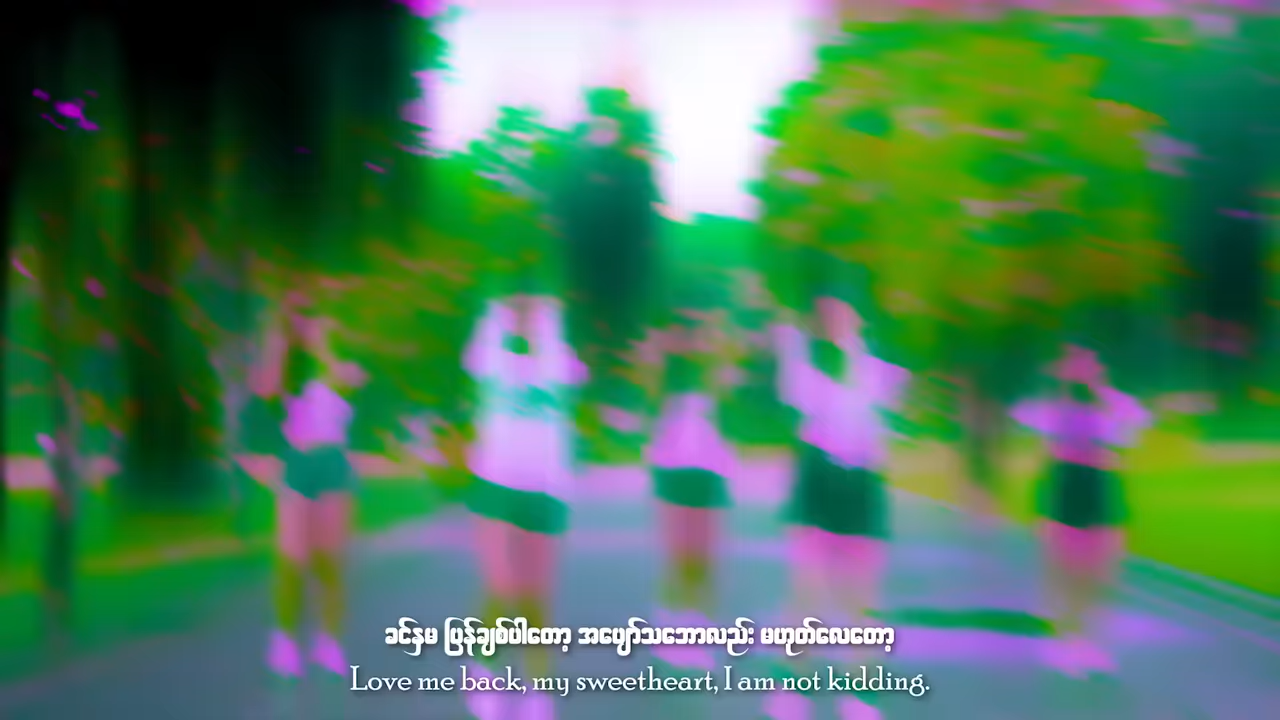 ခင်နှမ ဖြန်ချစ်ပါတော့ အပျော်သဘောလည်း မဟုတ်လေတော့
Love me back, my sweetheart, I am not kidding.